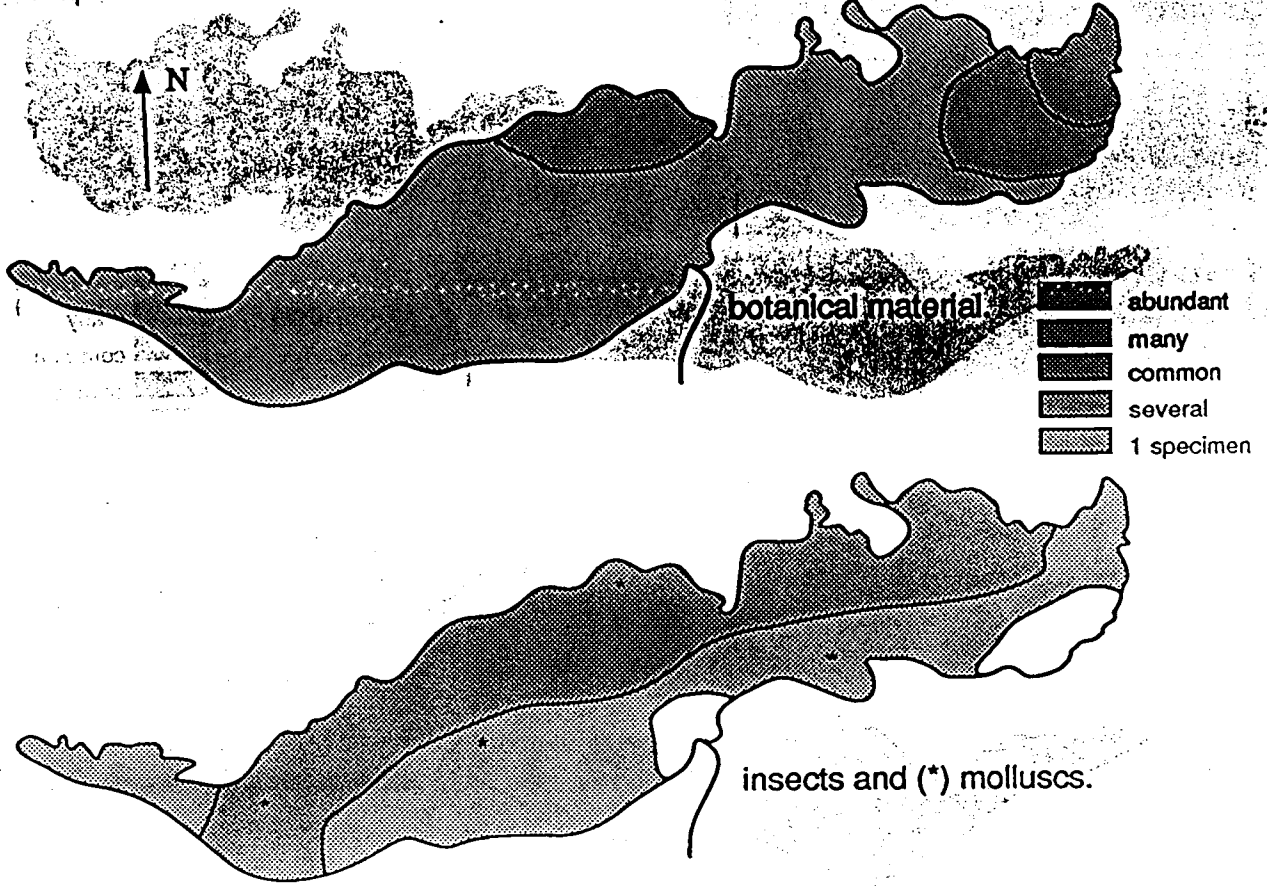 N
botanical material.
abundant
many
common
several
1 specimen
insects and (*) molluscs.